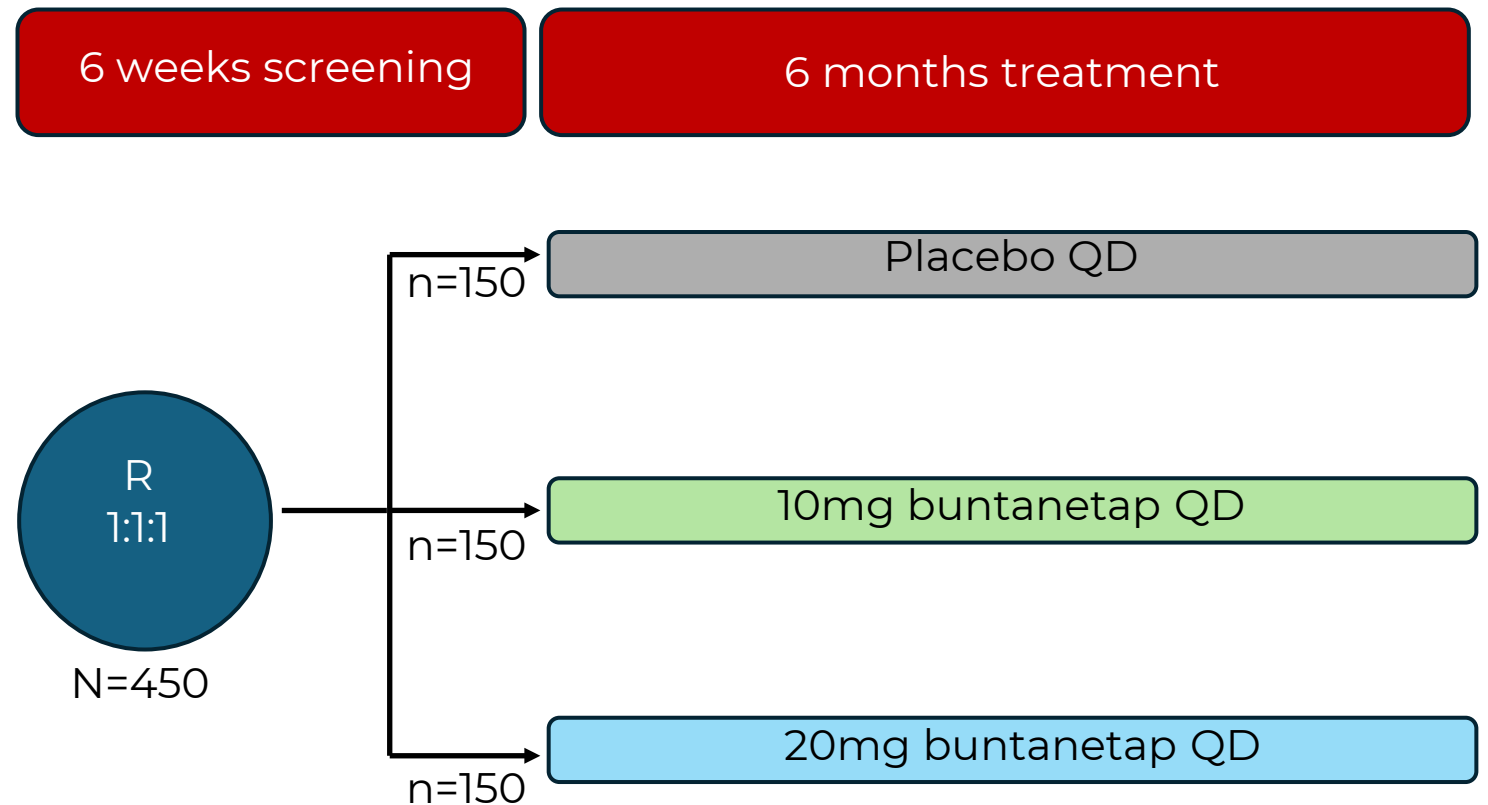 6 weeks screening
6 months treatment
Placebo QD
n=150
R
1:1:1
N=450
10mg buntanetap QD
n=150
20mg buntanetap QD
n=150